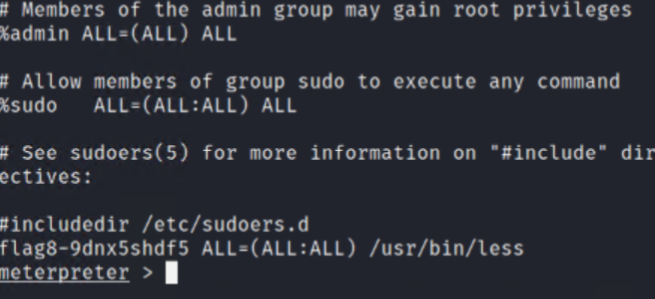 # Members of the admin group may gain root privileges
%admin ALL=(ALL) ALL
# Allow members of group sudo to execute any command
%sudo   ALL=(ALL:ALL) ALL
# See sudoers(5) for more information on "#include" dir
ectives:
#includedir /etc/sudoers.d
flag8-9dnx5shdf5 ALL=(ALL:ALL) /usr/bin/less
meterpreter >